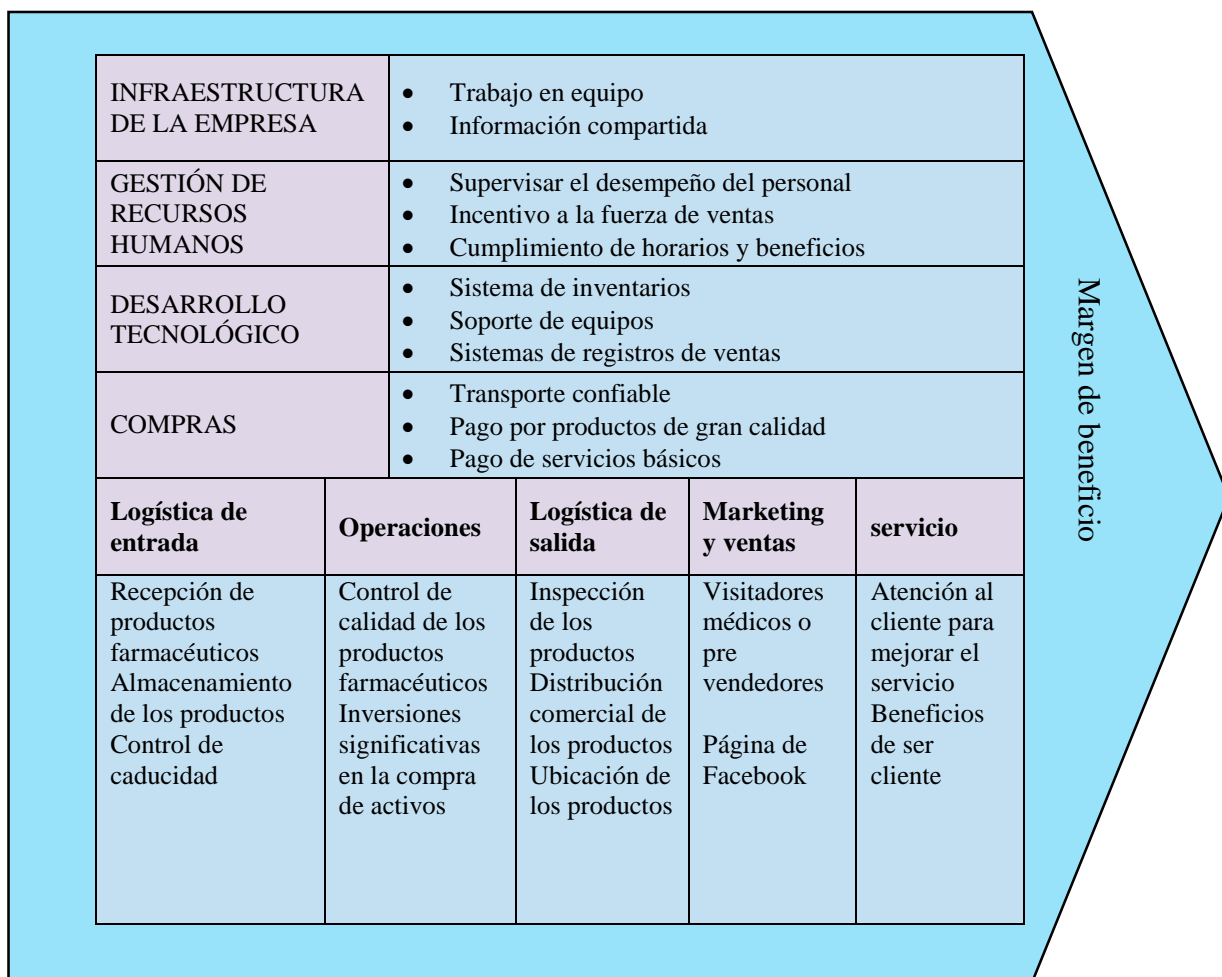 INFRAESTRUCTURA
DE LA EMPRESA
• Trabajo en equipo
• Información compartida
GESTIÓN DE
RECURSOS
HUMANOS
• Supervisar el desempeño del personal
• Incentivo a la fuerza de ventas
• Cumplimiento de horarios y beneficios
DESARROLLO
TECNOLÓGICO
• Sistema de inventarios
• Soporte de equipos
• Sistemas de registros de ventas
COMPRAS
• Transporte confiable
• Pago por productos de gran calidad
• Pago de servicios básicos
Logística de
entrada
Operaciones
Logística de
salida
Marketing
y ventas
servicio
Recepción de
productos
farmacéuticos
Almacenamiento
de los productos
Control de
caducidad
Control de
calidad de los
productos
farmacéuticos
Inversiones
significativas
en la compra
de activos
Inspección
de los
productos
Distribución
comercial de
los productos
Ubicación de
los productos
Visitadores
médicos o
pre
vendedores
Página de
Facebook
Atención al
cliente para
mejorar el
servicio
Beneficios
de ser
cliente
Margen de beneficio